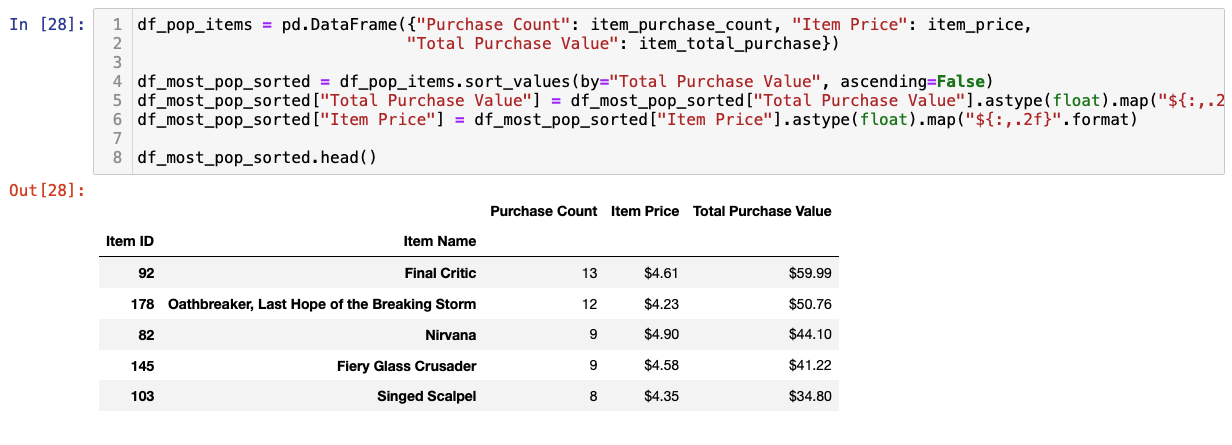 In [28]:
1 df_pop_items = pd.DataFrame({"Purchase Count": item_purchase_count, "Item Price": item_price,
2 "Total Purchase Value": item_total_purchase})
3
4 df_most_pop_sorted = df_pop_items.sort_values(by="Total Purchase Value", ascending=False)
5 df_most_pop_sorted["Total Purchase Value"] = df_most_pop_sorted["Total Purchase Value"].astype(float).map("${:,.2
6 df_most_pop_sorted["Item Price"] = df_most_pop_sorted["Item Price"].astype(float).map("${:,.2f}".format)
7
8 df_most_pop_sorted.head()
Out[28]:
Purchase Count Item Price Total Purchase Value
Item ID Item Name
92 Final Critic 13 $4.61 $59.99
178 Oathbreaker, Last Hope of the Breaking Storm 12 $4.23 $50.76
82 Nirvana 9 $4.90 $44.10
145 Fiery Glass Crusader 9 $4.58 $41.22
103 Singed Scalpel 8 $4.35 $34.80